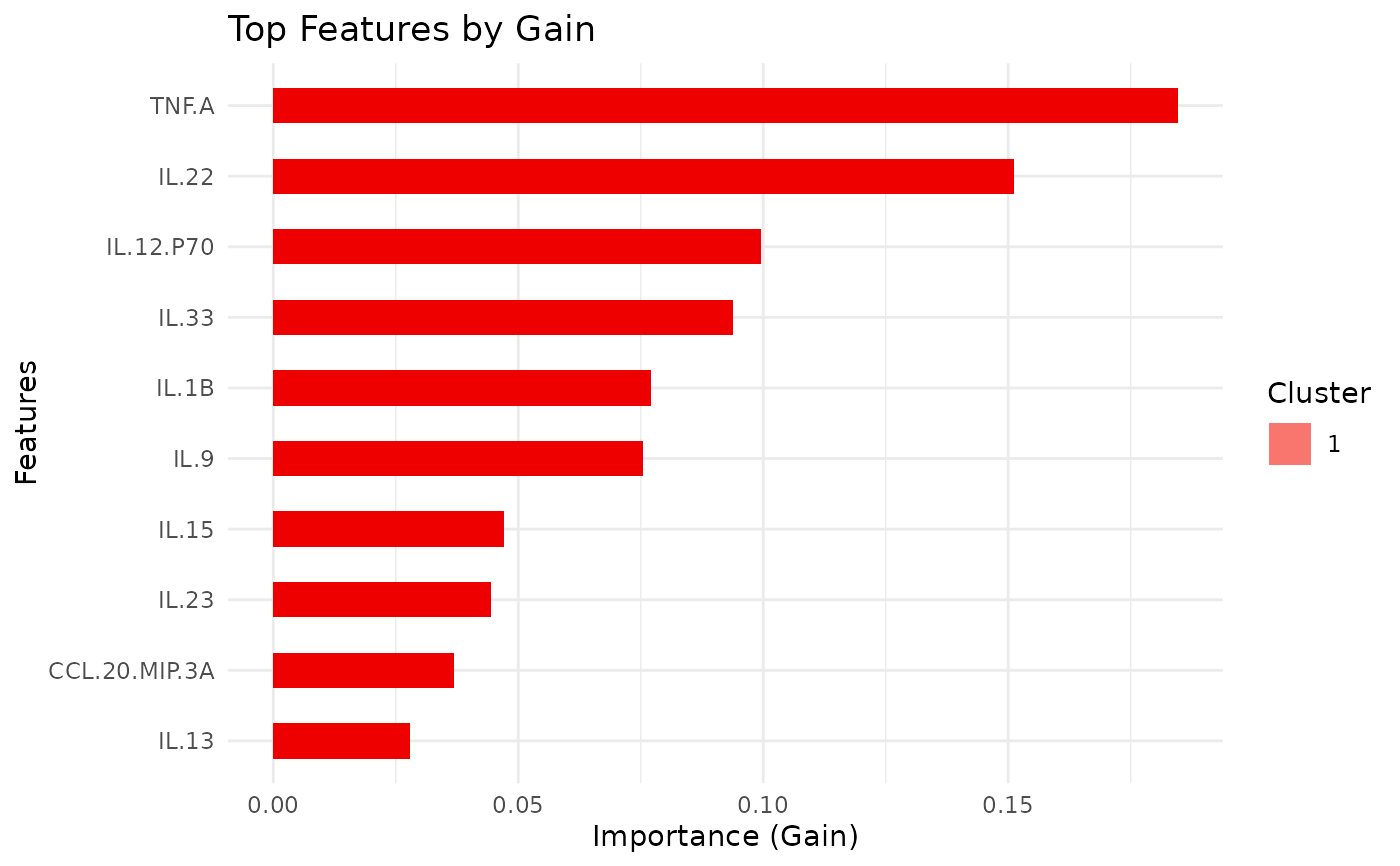 Top Features by Gain
Features
TNF.A
IL.22
IL.12.P70
IL.33
IL.1B
IL.9
IL.15
IL.23
CCL.20.MIP.3A
IL.13
0.00 0.05 0.10 0.15
Importance (Gain)
Cluster
1